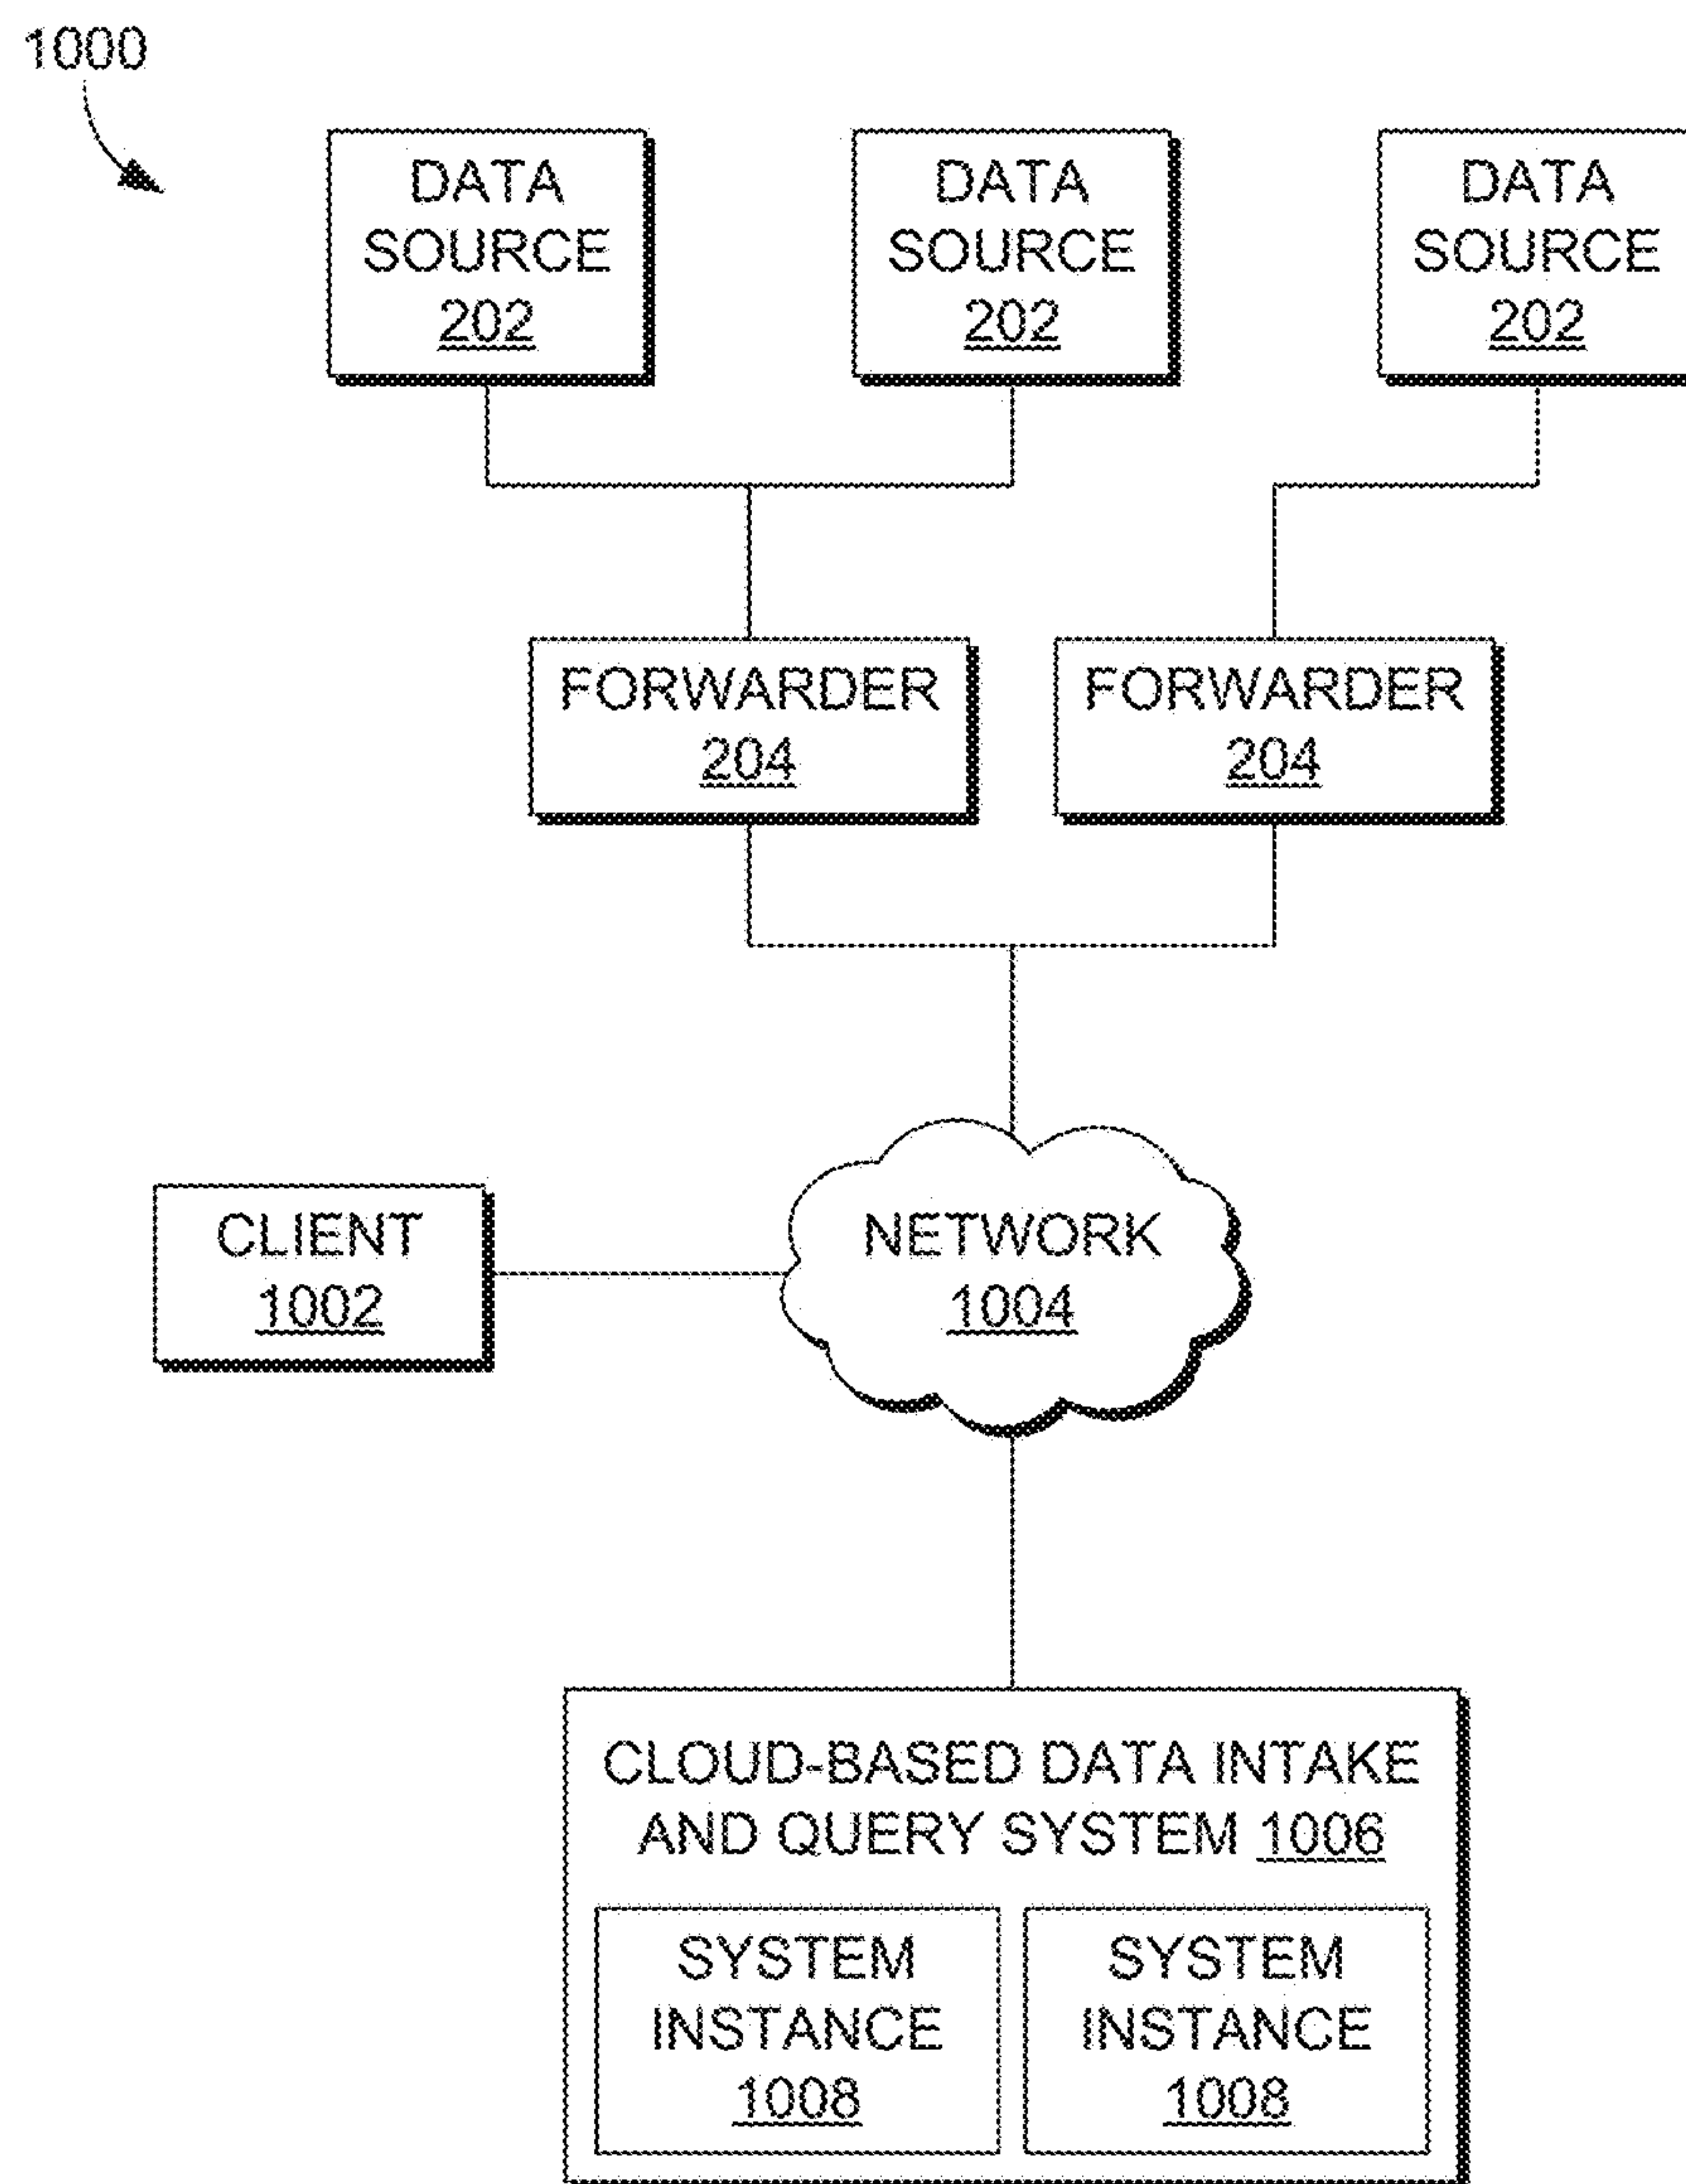 1000
DATA
SOURCE
202
DATA
SOURCE
202
DATA
SOURCE
202
FORWARDER
204
FORWARDER
204
CLIENT
1002
NETWORK
1004
CLOUD-BASED DATA INTAKE
AND QUERY SYSTEM 1006
SYSTEM
INSTANCE
1008
SYSTEM
INSTANCE
1008